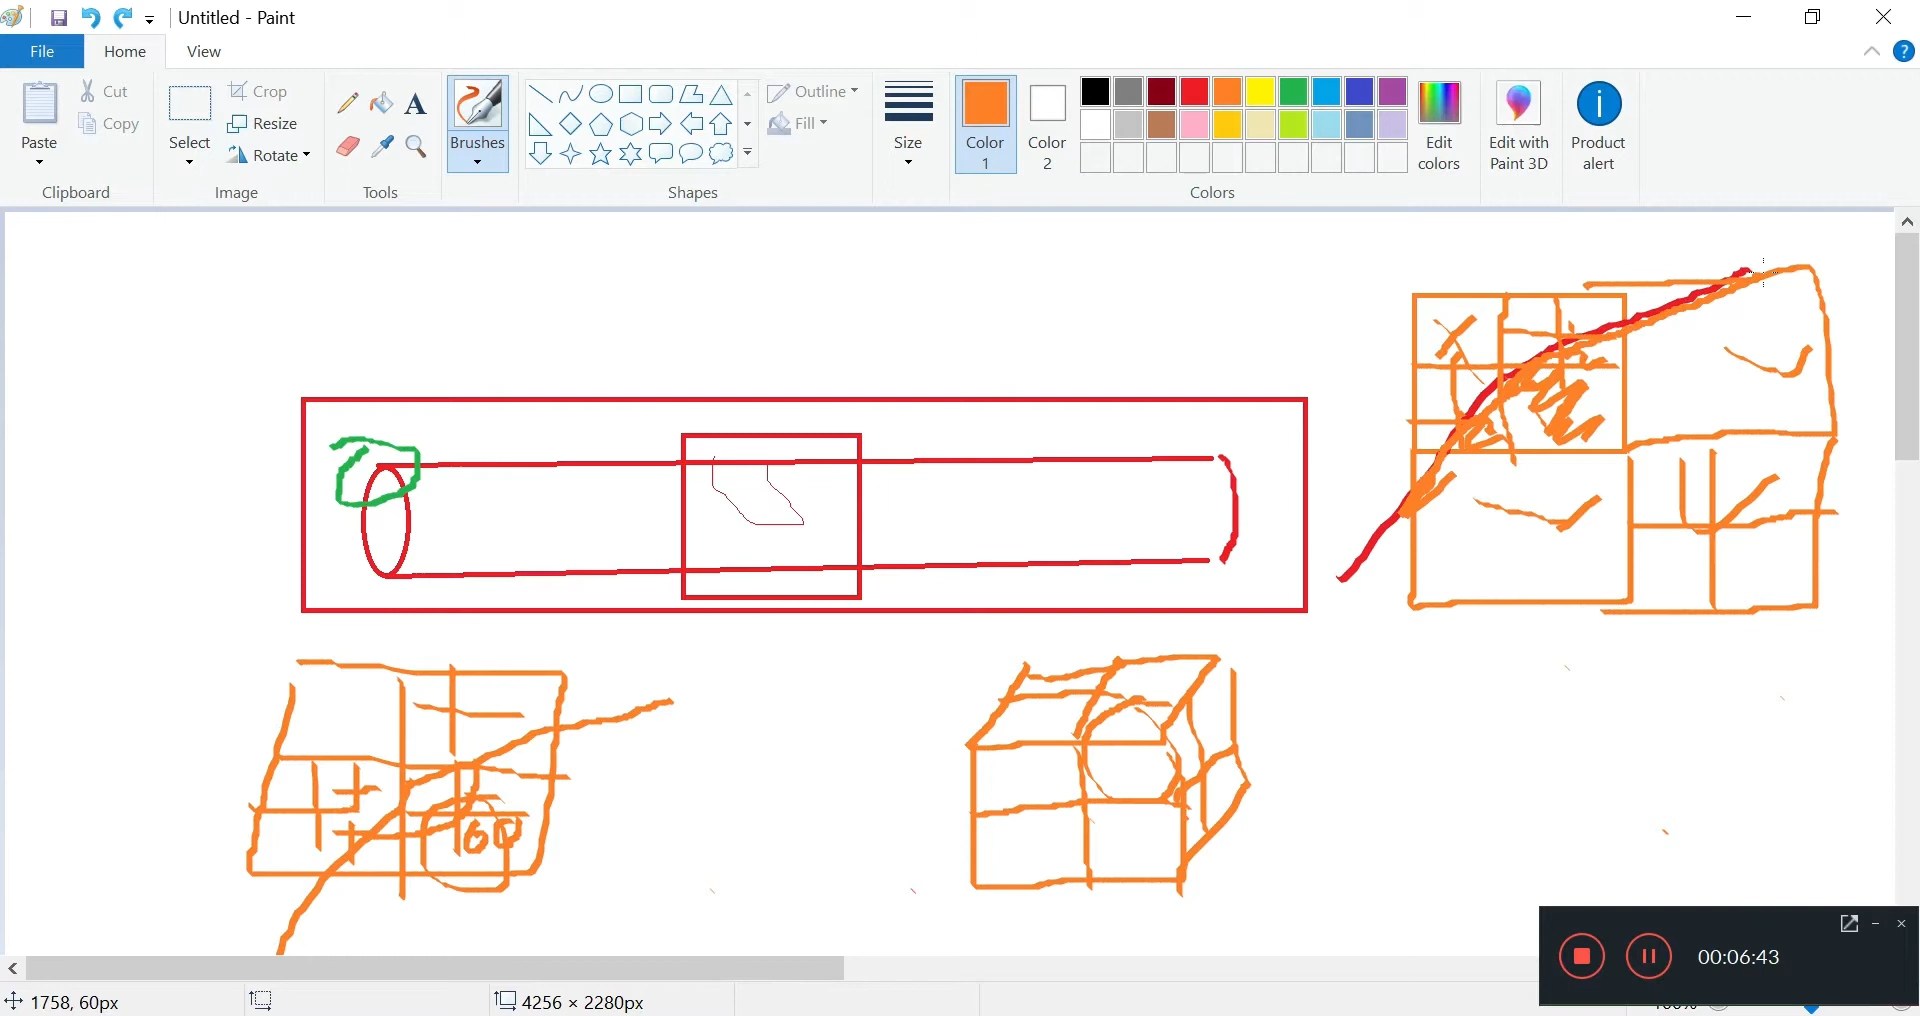 Untitled - Paint
File Home View
Paste
Cut
Copy
Clipboard
Select
Crop
Resize
Rotate
Image
A
Tools
Brushes
Shapes
Outline
Fill
Size
Color 1
Color 2
Colors
Edit colors
Edit with Paint 3D
Product alert
?
00:06:43
1758, 60px
4256 × 2280px